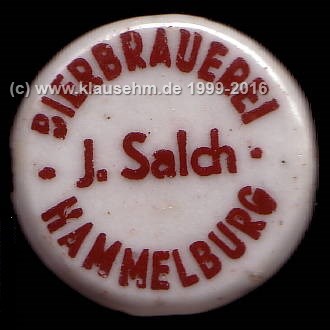 BIERBRAUEREI
(c) www.klausehm.de 1999-2016
· J. Salch ·
HAMMELBURG